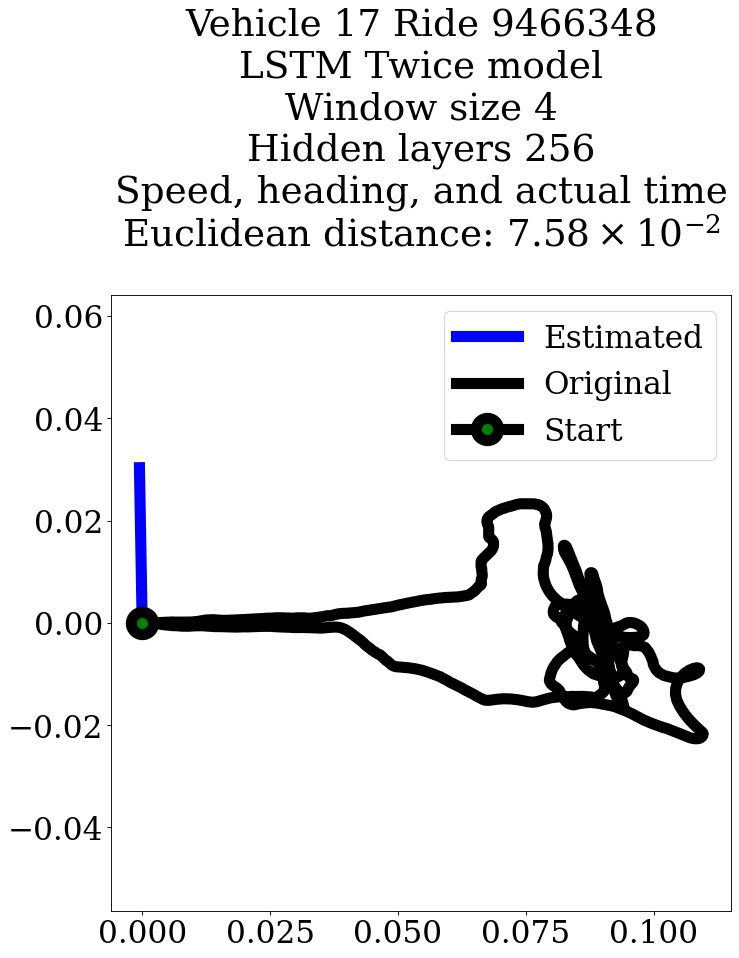 Vehicle 17 Ride 9466348
LSTM Twice model
Window size 4
Hidden layers 256
Speed, heading, and actual time
Euclidean distance: 7.58 × 10⁻²
Estimated
Original
Start
0.06
0.04
0.02
0.00
−0.02
−0.04
0.000 0.025 0.050 0.075 0.100